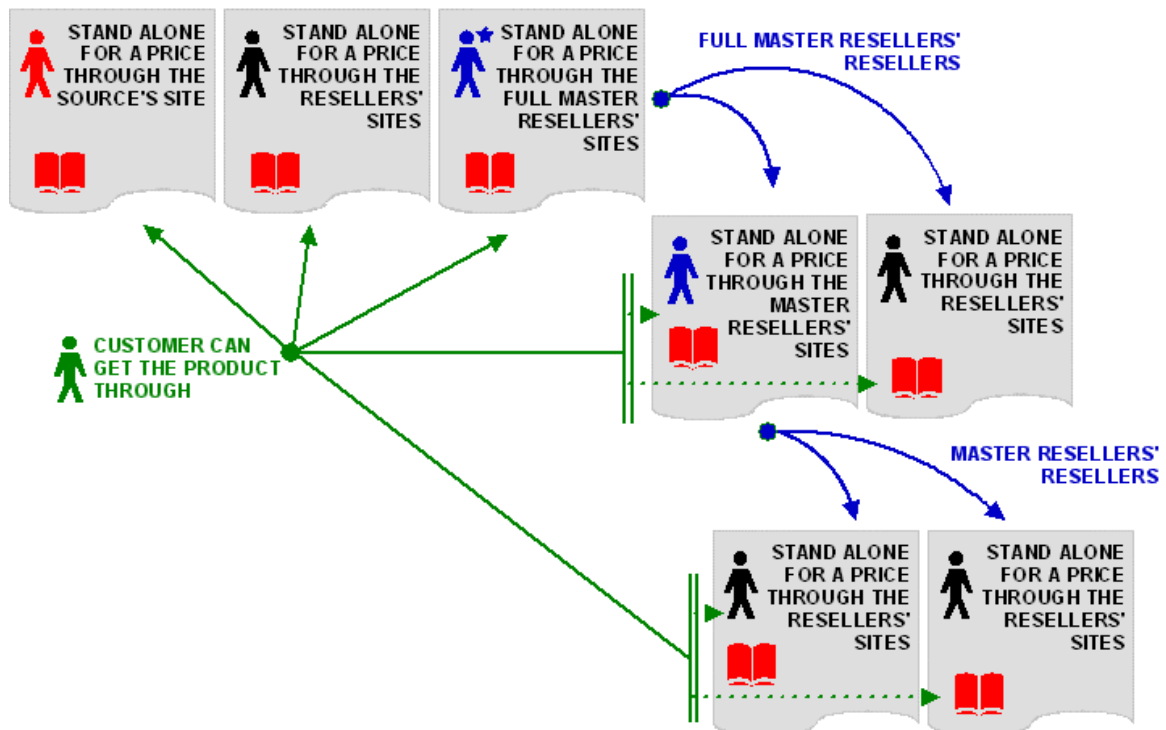 STAND ALONE
FOR A PRICE
THROUGH THE
SOURCE'S SITE
STAND ALONE
FOR A PRICE
THROUGH THE
RESELLERS'
SITES
STAND ALONE
FOR A PRICE
THROUGH THE
FULL MASTER
RESELLERS'
SITES
FULL MASTER RESELLERS'
RESELLERS
STAND ALONE
FOR A PRICE
THROUGH THE
MASTER
RESELLERS'
SITES
STAND ALONE
FOR A PRICE
THROUGH THE
RESELLERS'
SITES
CUSTOMER CAN
GET THE PRODUCT
THROUGH
MASTER RESELLERS'
RESELLERS
STAND ALONE
FOR A PRICE
THROUGH THE
RESELLERS'
SITES
STAND ALONE
FOR A PRICE
THROUGH THE
RESELLERS'
SITES